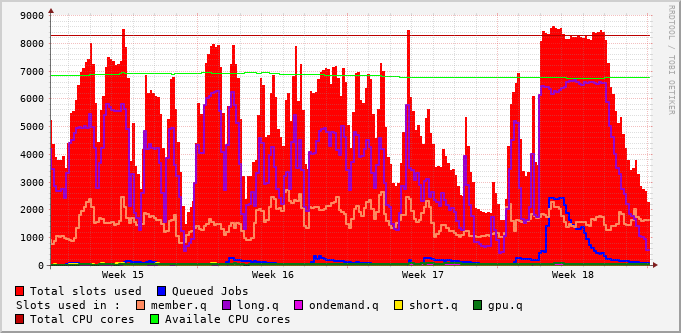 9000
8000
7000
6000
5000
4000
3000
2000
1000
0
Week 15 Week 16 Week 17 Week 18
RRDTOOL / TOBI OETIKER
Total slots used Queued Jobs
Slots used in : member.q long.q ondemand.q short.q gpu.q
Total CPU cores Availale CPU cores